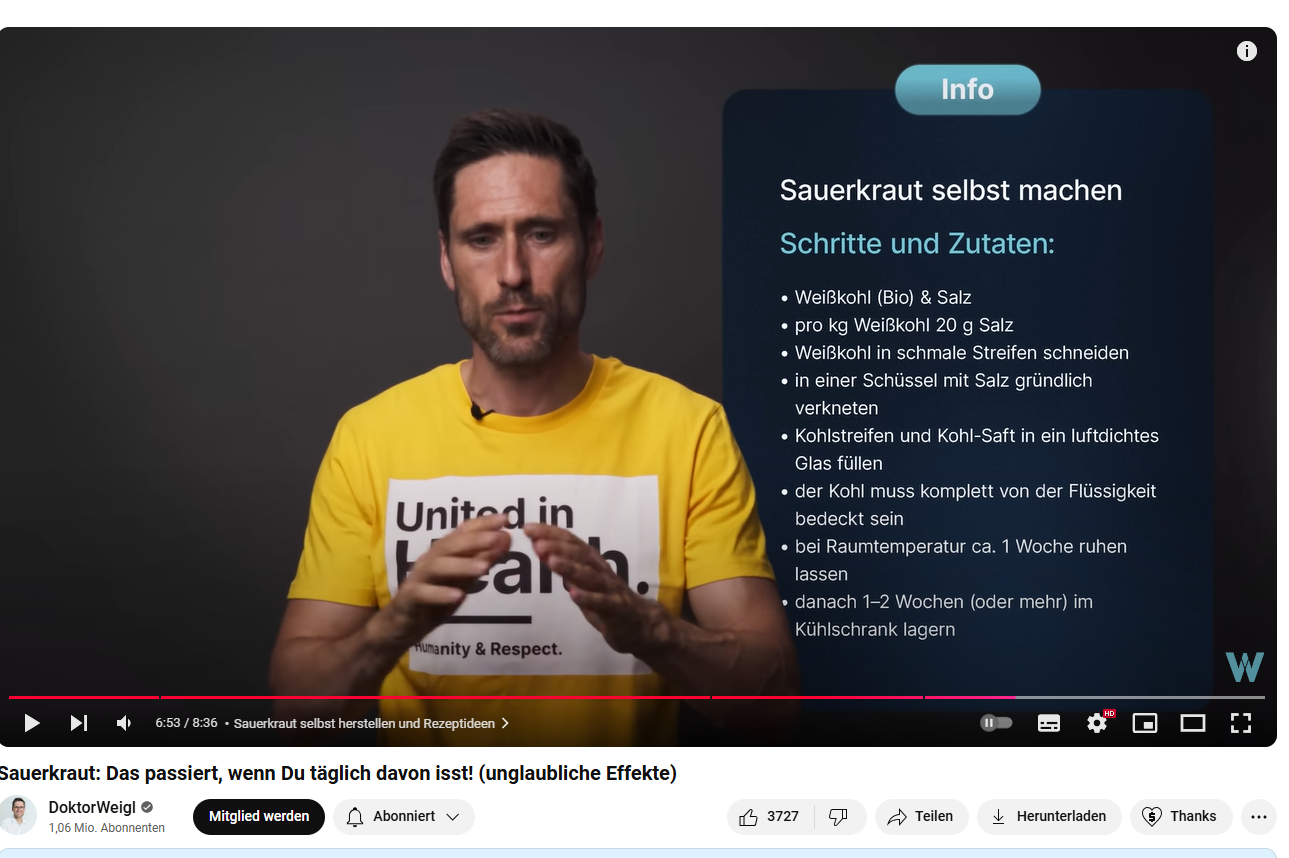 Info
Sauerkraut selbst machen
Schritte und Zutaten:
• Weißkohl (Bio) & Salz
• pro kg Weißkohl 20 g Salz
• Weißkohl in schmale Streifen schneiden
• in einer Schüssel mit Salz gründlich
verkneten
• Kohlstreifen und Kohl-Saft in ein luftdichtes
Glas füllen
• der Kohl muss komplett von der Flüssigkeit
bedeckt sein
• bei Raumtemperatur ca. 1 Woche ruhen
lassen
• danach 1–2 Wochen (oder mehr) im
Kühlschrank lagern
United in
Health.
Humanity & Respect.
W
6:53 / 8:36 • Sauerkraut selbst herstellen und Rezeptideen
HD
Sauerkraut: Das passiert, wenn Du täglich davon isst! (unglaubliche Effekte)
DoktorWeigl
1,06 Mio. Abonnenten
Mitglied werden
Abonniert
3727
Teilen
Herunterladen
Thanks